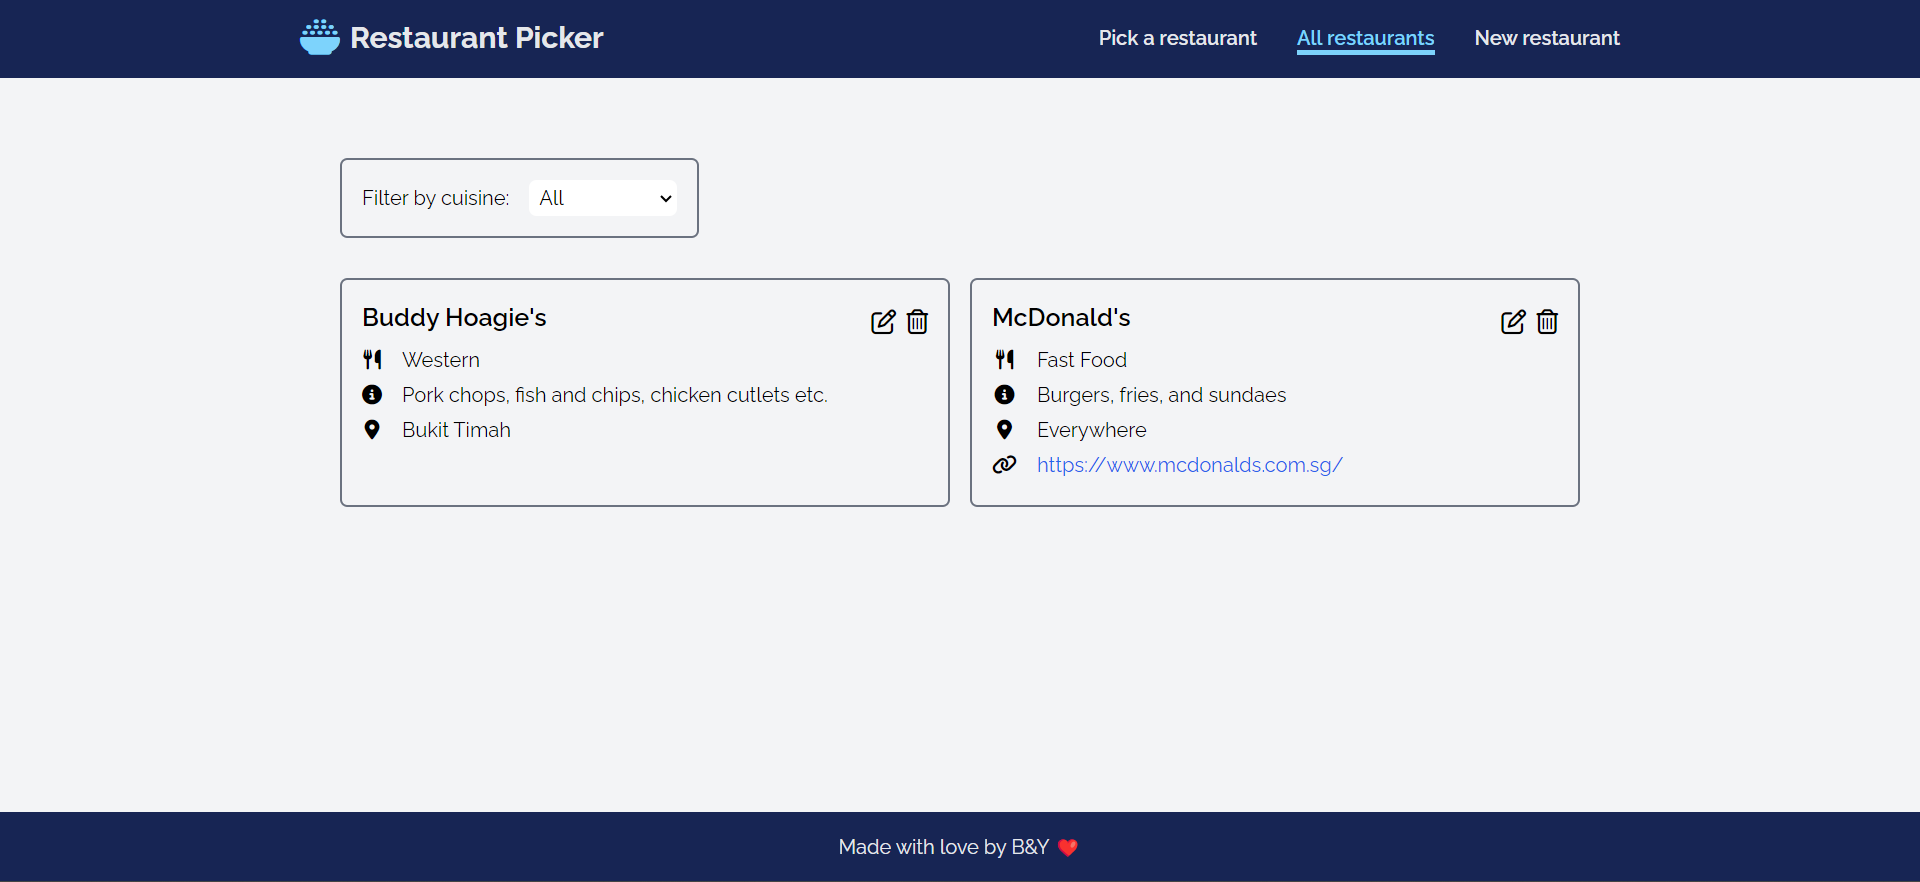 Restaurant Picker
Pick a restaurant
All restaurants
New restaurant
Filter by cuisine:
All
Buddy Hoagie's
Western
Pork chops, fish and chips, chicken cutlets etc.
Bukit Timah
McDonald's
Fast Food
Burgers, fries, and sundaes
Everywhere
https://www.mcdonalds.com.sg/
Made with love by B&Y ❤️